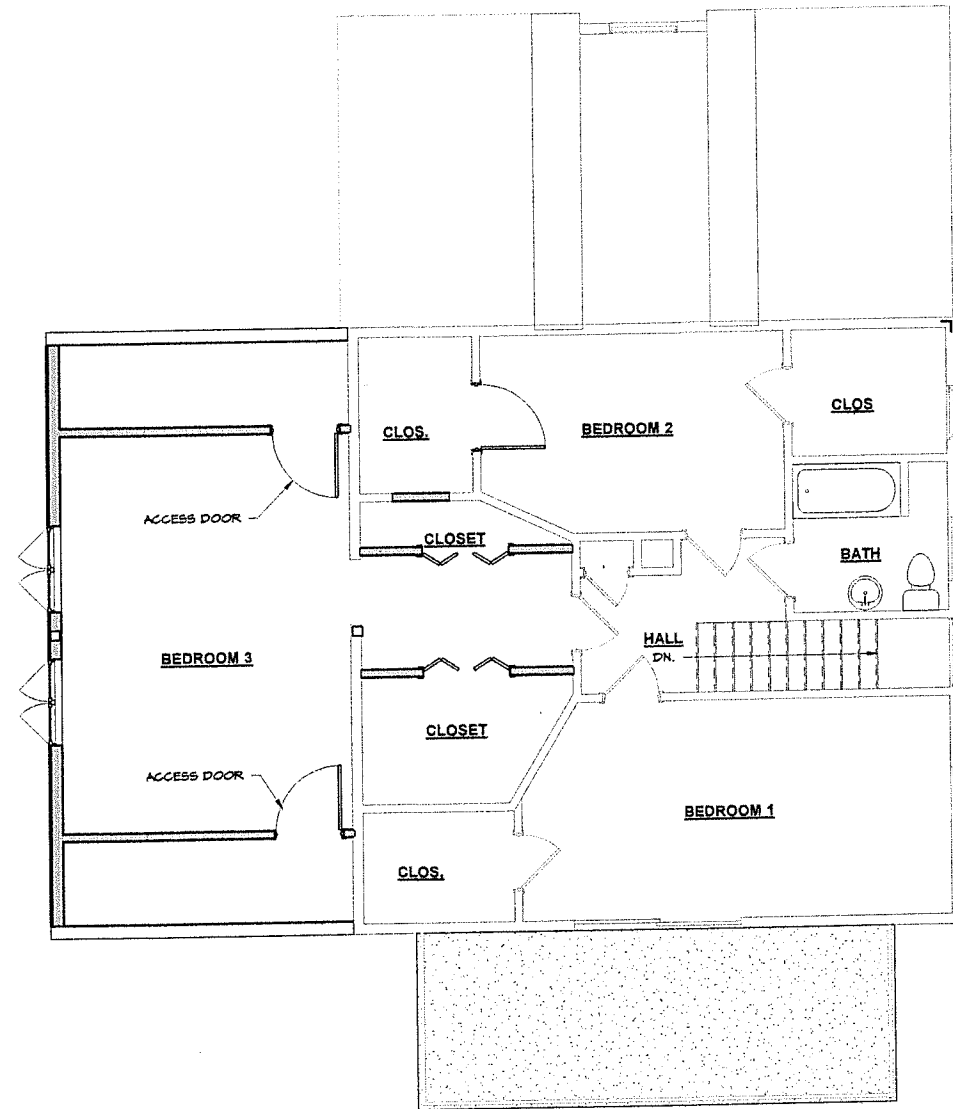 CLOS.
BEDROOM 2
CLOS
ACCESS DOOR
CLOSET
BATH
HALL
DN.
BEDROOM 3
CLOSET
ACCESS DOOR
BEDROOM 1
CLOS.